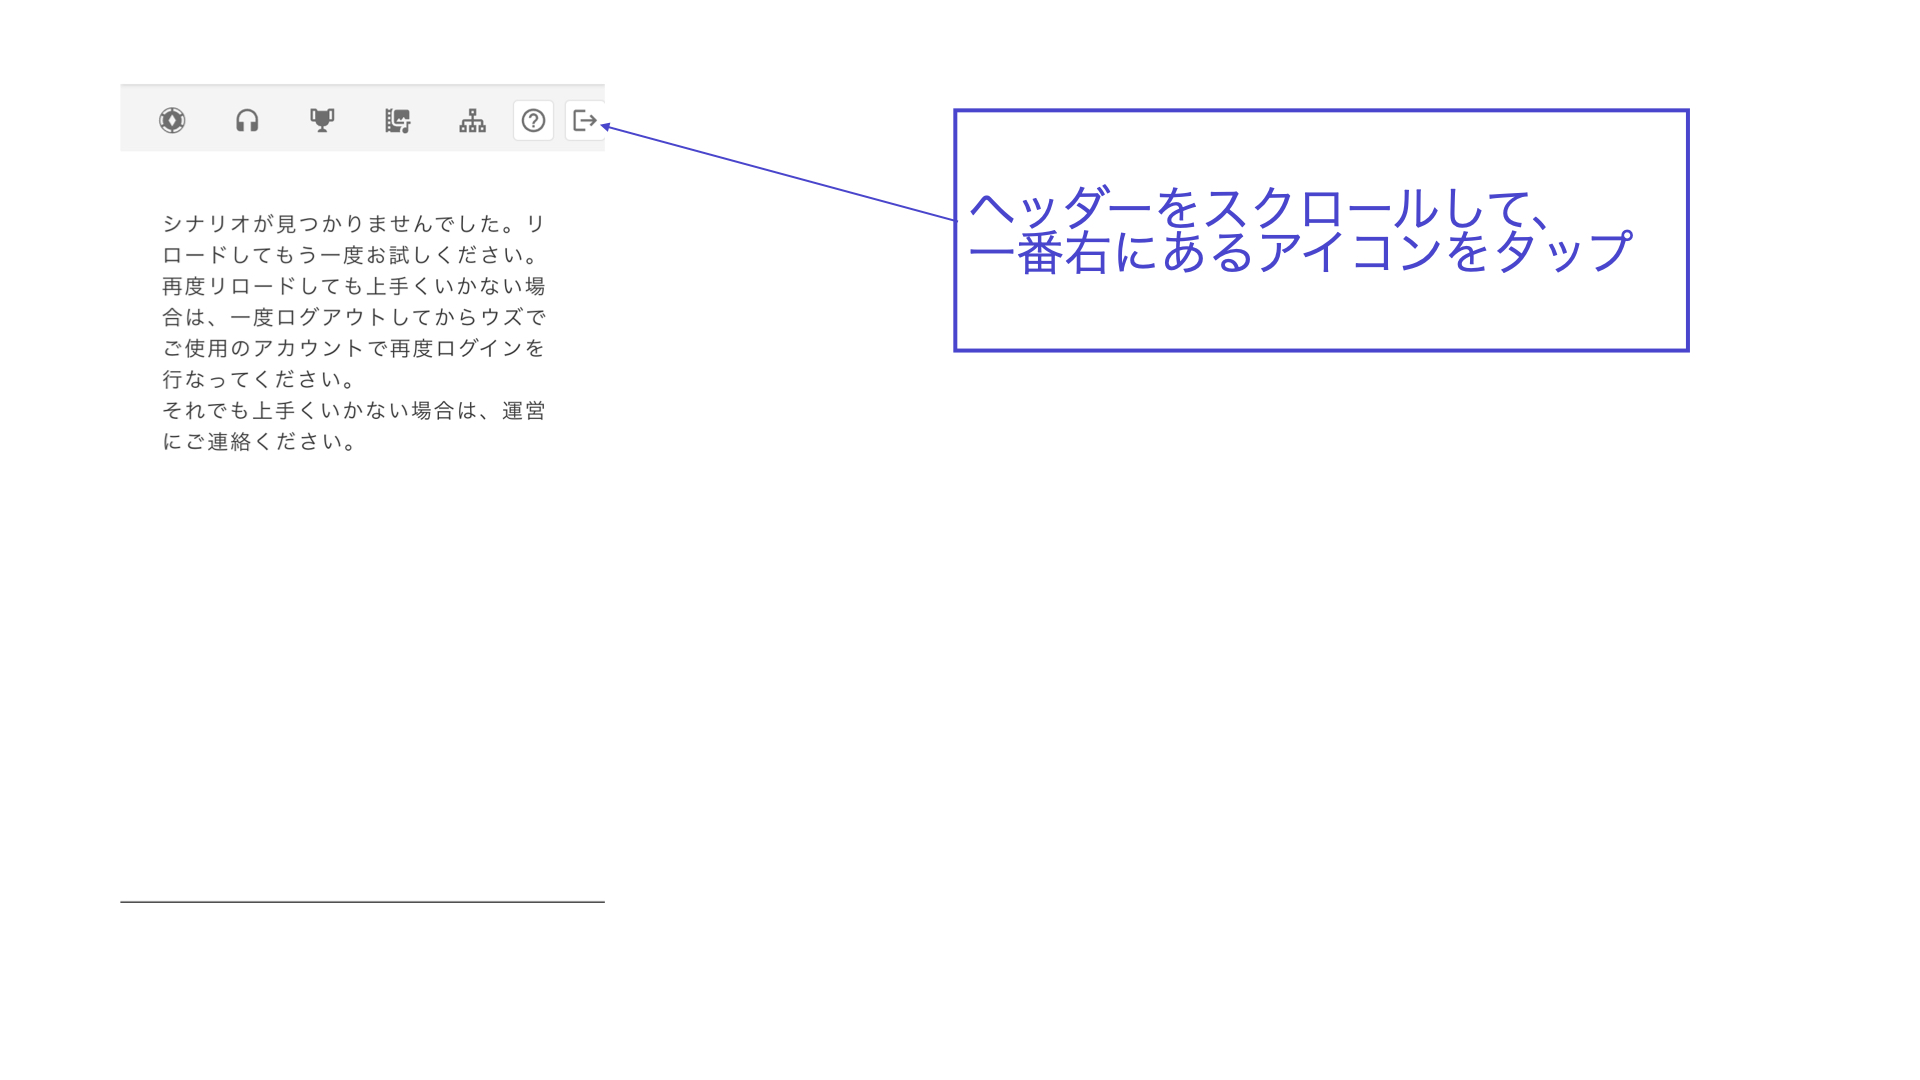 シナリオが見つかりませんでした。リ
ロードしてもう一度お試しください。
再度リロードしても上手くいかない場
合は、一度ログアウトしてからウズで
ご使用のアカウントで再度ログインを
行なってください。
それでも上手くいかない場合は、運営
にご連絡ください。
ヘッダーをスクロールして、
一番右にあるアイコンをタップ